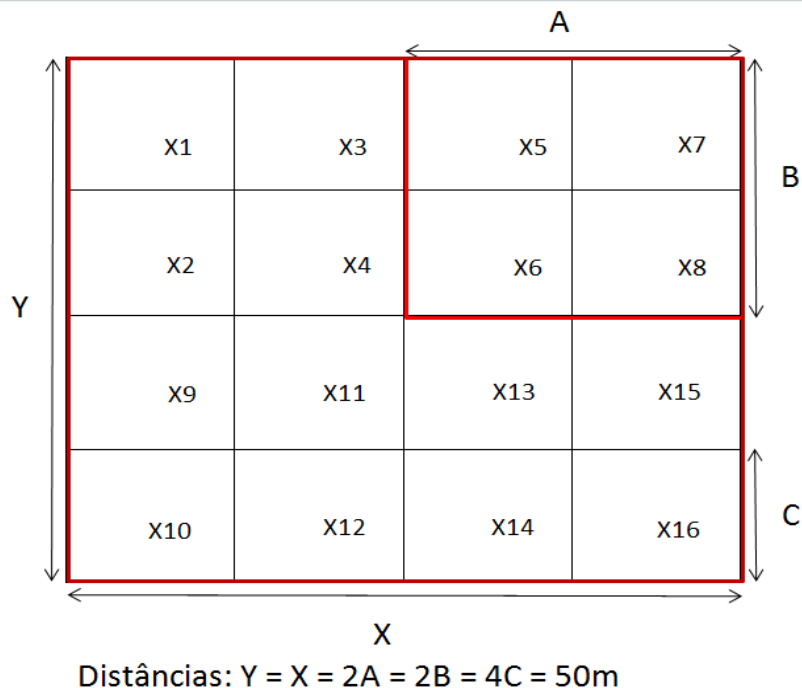 A
X1 X3 X5 X7
B
X2 X4 X6 X8
Y
X9 X11 X13 X15
C
X10 X12 X14 X16
X
Distâncias: Y = X = 2A = 2B = 4C = 50m